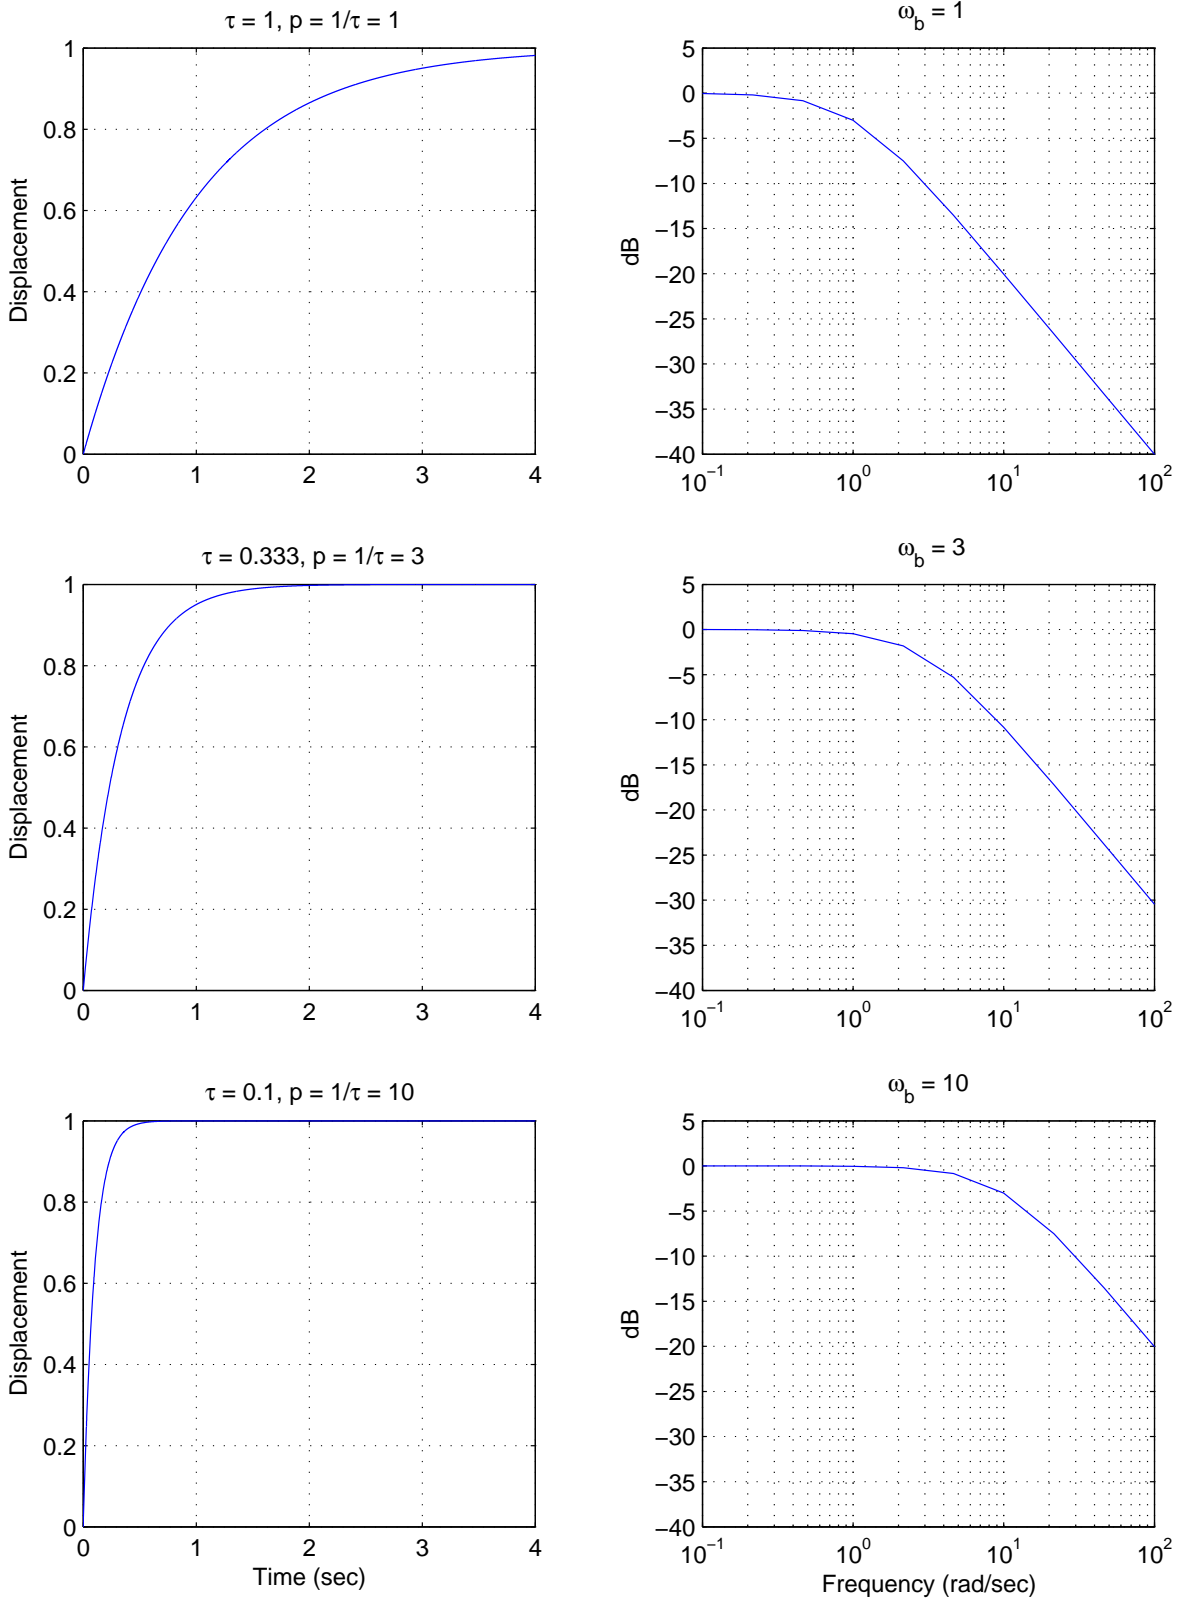 τ = 1, p = 1/τ = 1
Displacement
1
0.8
0.6
0.4
0.2
0
0 1 2 3 4
ω_b = 1
dB
5
0
−5
−10
−15
−20
−25
−30
−35
−40
10^−1 10^0 10^1 10^2
τ = 0.333, p = 1/τ = 3
Displacement
1
0.8
0.6
0.4
0.2
0
0 1 2 3 4
ω_b = 3
dB
5
0
−5
−10
−15
−20
−25
−30
−35
−40
10^−1 10^0 10^1 10^2
τ = 0.1, p = 1/τ = 10
Displacement
1
0.8
0.6
0.4
0.2
0
0 1 2 3 4
Time (sec)
ω_b = 10
dB
5
0
−5
−10
−15
−20
−25
−30
−35
−40
10^−1 10^0 10^1 10^2
Frequency (rad/sec)